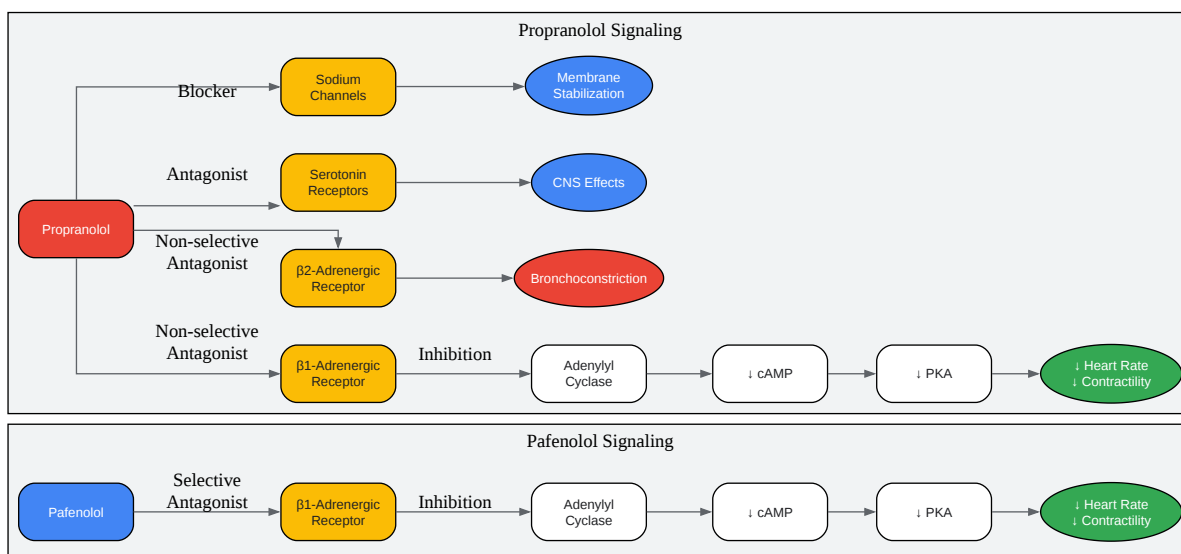 Propranolol Signaling
Blocker
Sodium
Channels
Membrane
Stabilization
Antagonist
Serotonin
Receptors
CNS Effects
Propranolol
Non-selective
Antagonist
β2-Adrenergic
Receptor
Bronchoconstriction
Non-selective
Antagonist
β1-Adrenergic
Receptor
Inhibition
Adenylyl
Cyclase
↓ cAMP
↓ PKA
↓ Heart Rate
↓ Contractility
Pafenolol Signaling
Pafenolol
Selective
Antagonist
β1-Adrenergic
Receptor
Inhibition
Adenylyl
Cyclase
↓ cAMP
↓ PKA
↓ Heart Rate
↓ Contractility